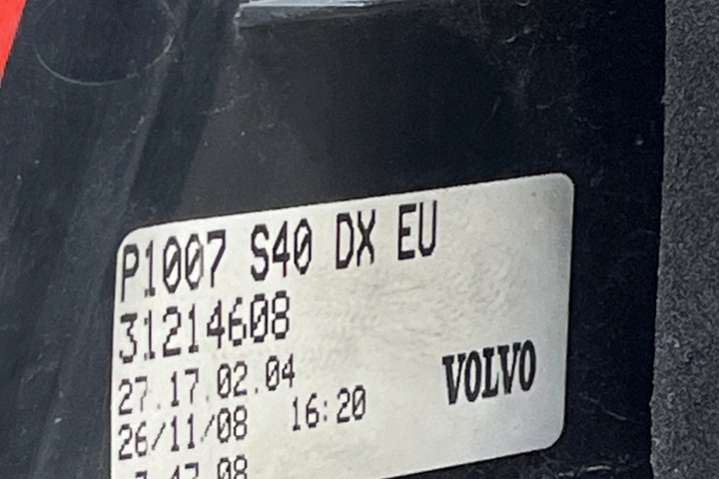 P1007 S40 DX EU
31214608
27.17.02.04
26/11/08 16:20
VOLVO